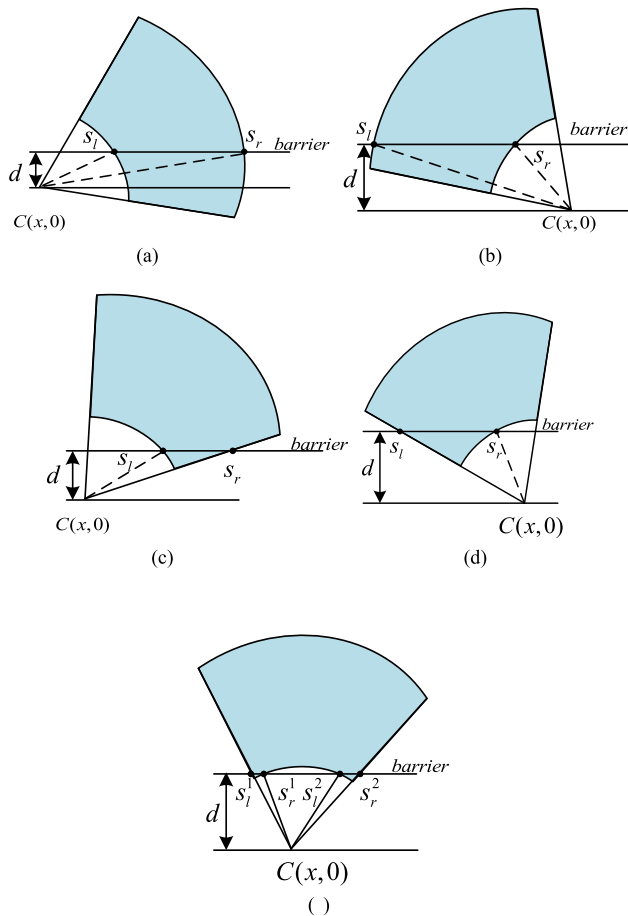 s_l s_r barrier
d
C(x,0)
(a)
s_l barrier
s_r
d
C(x,0)
(b)
barrier
s_l s_r
d
C(x,0)
(c)
barrier
s_l s_r
d
C(x,0)
(d)
barrier
s_l^1 s_r^1 s_l^2 s_r^2
d
C(x,0)
( )